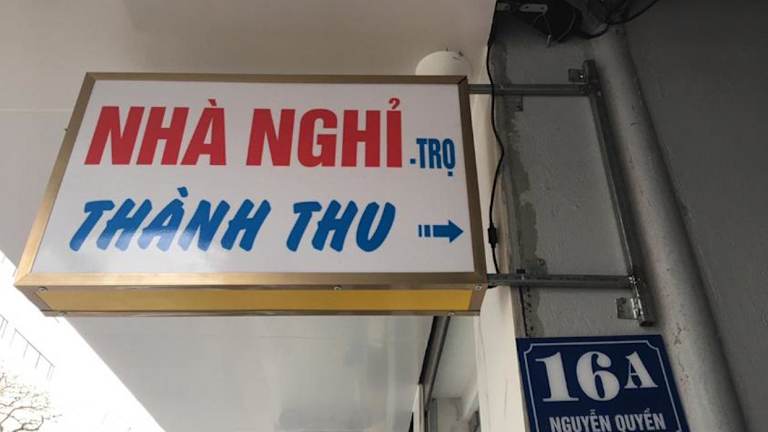 NHÀ NGHỈ - TRỌ
THÀNH THU
16A
NGUYỄN QUYỀN